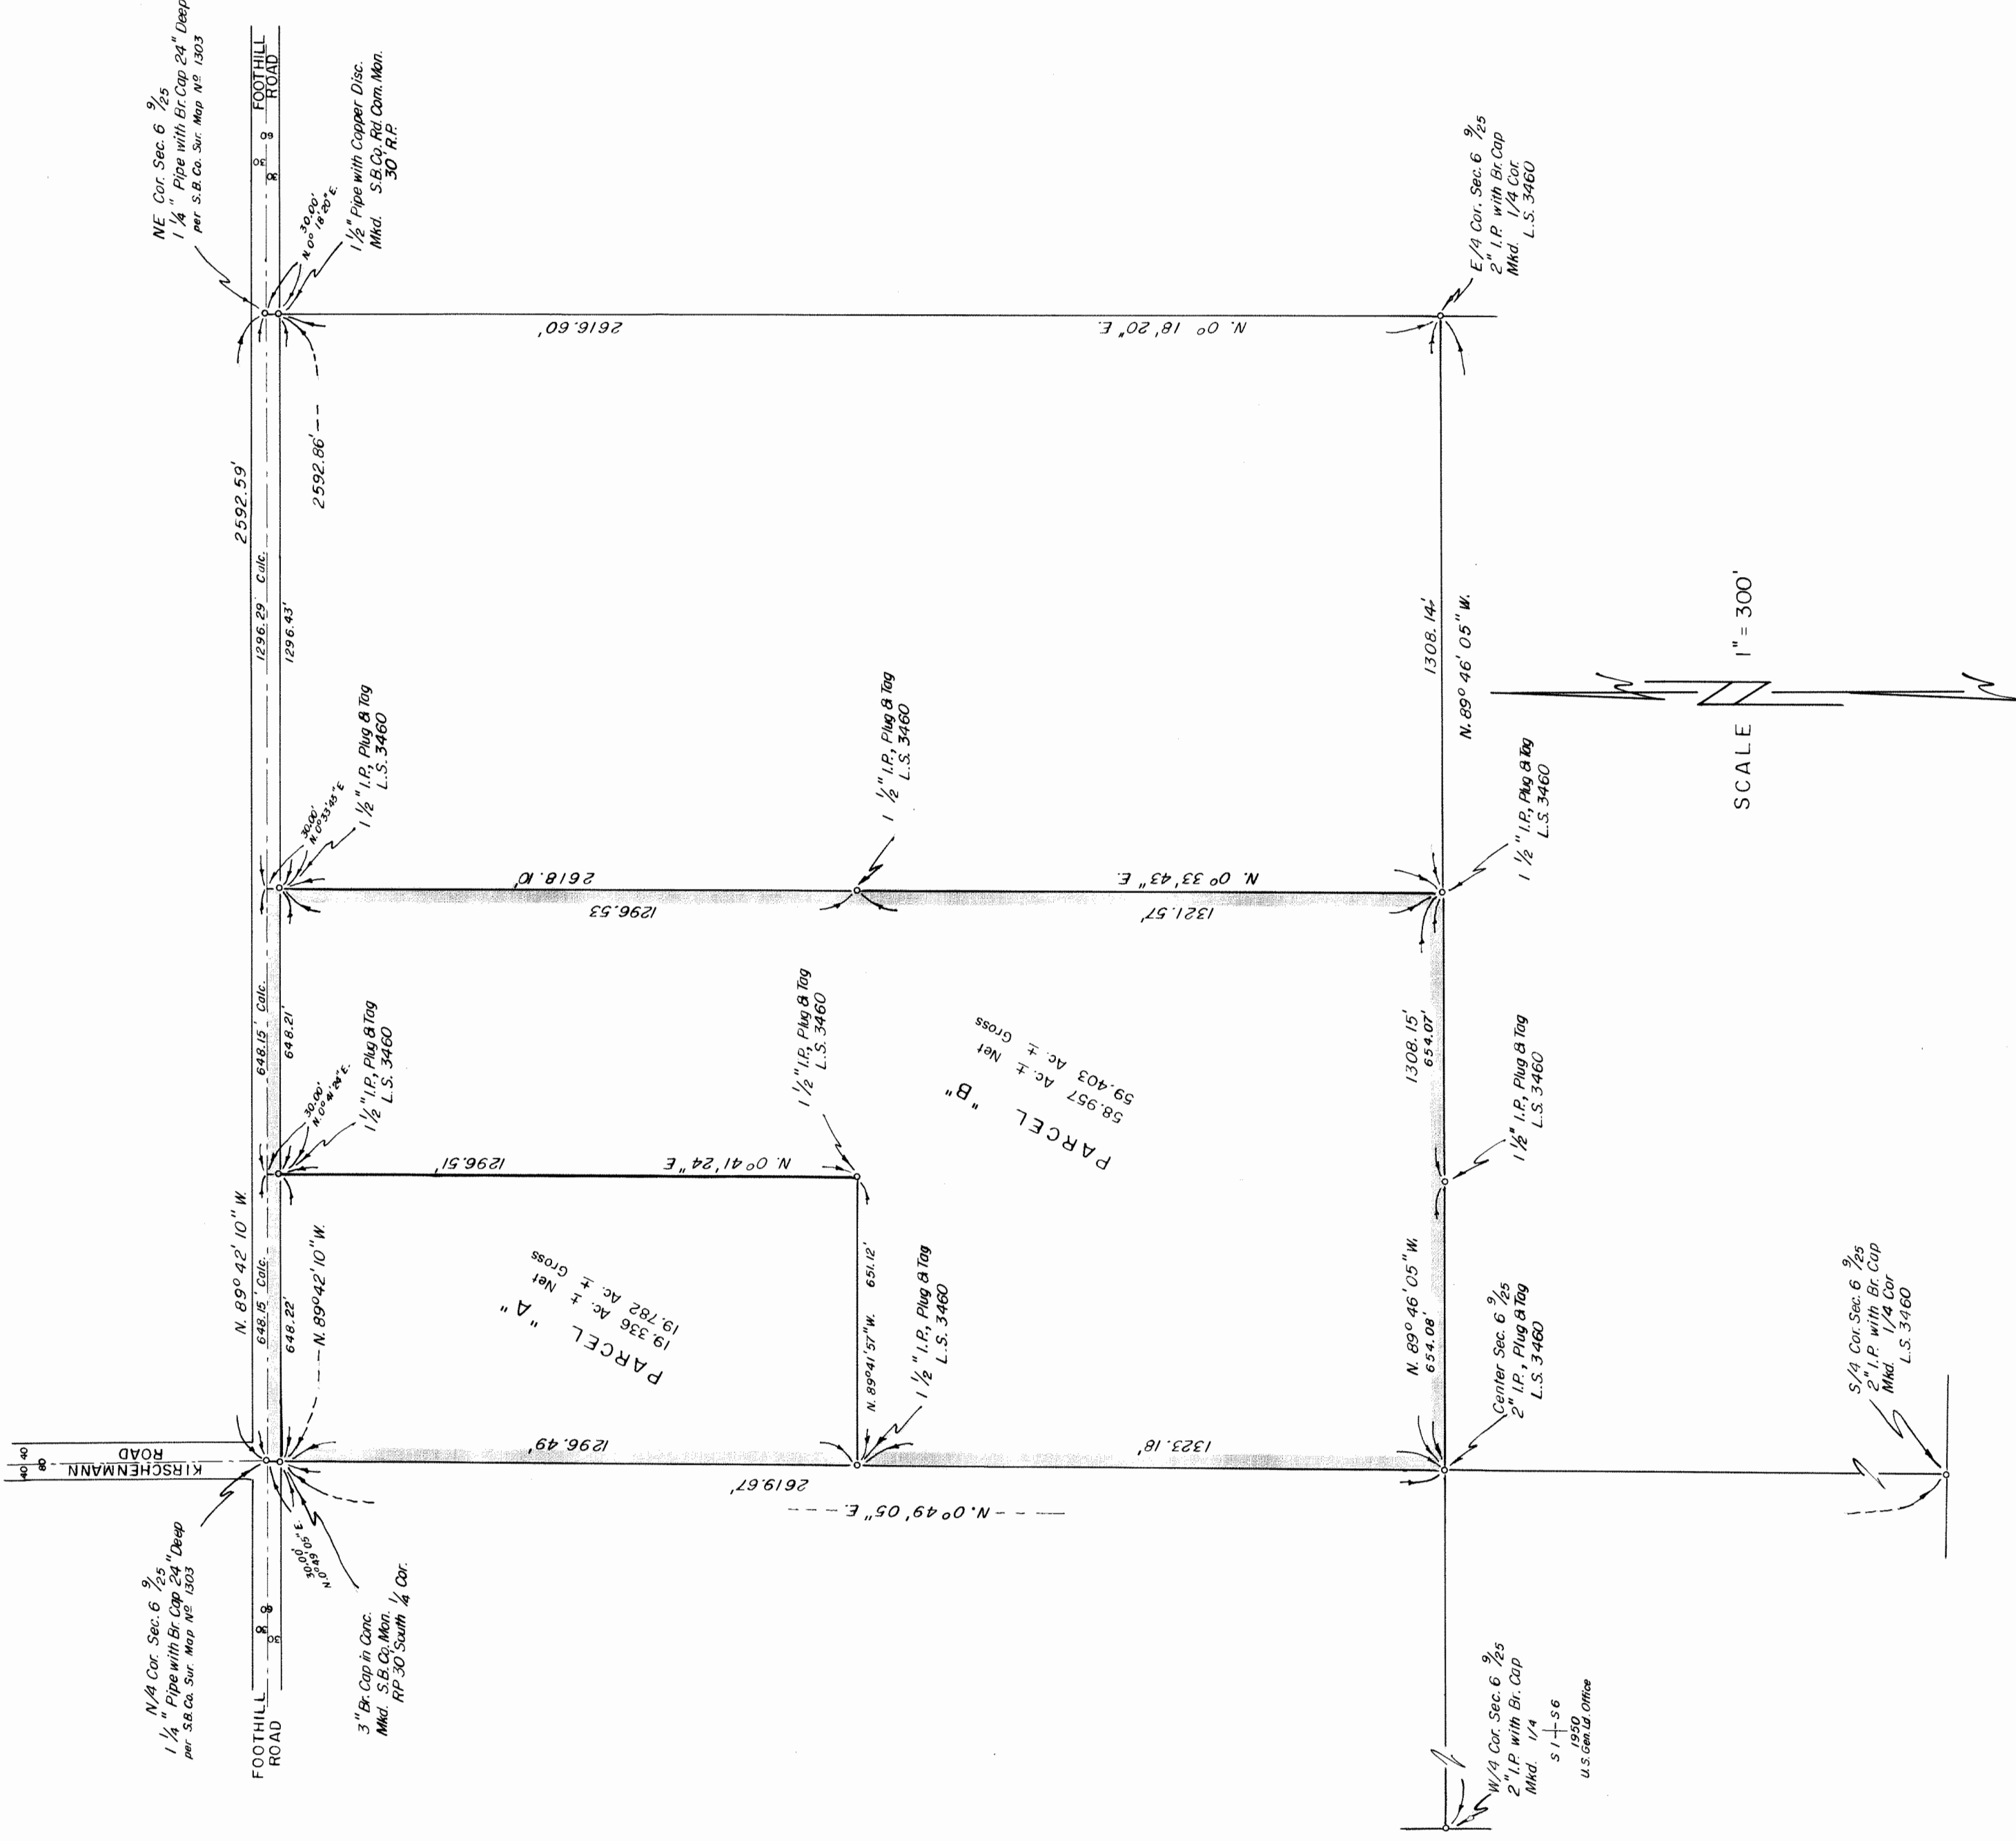 NE Cor. Sec. 6 9/25
1 1/4" Pipe with Br. Cap 24" Deep
per S.B. Co. Sur. Map Nº 1303
FOOTHILL
ROAD
30
60
30
30.00'
N. 0° 18' 20" E.
1 1/2" Pipe with Copper Disc.
Mkd. S.B. Co. Rd. Com. Mon.
30' R.P.
2592.59'
2592.86'
1296.29' Calc.
1296.43'
2616.60'
N. 0° 18' 20" E.
E/4 Cor. Sec. 6 9/25
2" I.P. with Br. Cap
Mkd. 1/4 Cor.
L.S. 3460
30.00'
N. 0° 33' 43" E
1 1/2" I.P., Plug & Tag
L.S. 3460
2618.10'
1296.53
1 1/2" I.P., Plug & Tag
L.S. 3460
N. 0° 33' 43" E.
1321.57'
1308.14'
N. 89° 46' 05" W.
1 1/2" I.P., Plug & Tag
L.S. 3460
SCALE 1" = 300'
648.15' Calc.
648.21'
30.00'
N. 0° 41' 24" E.
1 1/2" I.P., Plug & Tag
L.S. 3460
1296.51'
N. 0° 41' 24" E
1 1/2" I.P., Plug & Tag
L.S. 3460
PARCEL "B"
58.957 Ac. ± Net
59.403 Ac. ± Gross
1308.15'
654.07'
1 1/2" I.P., Plug & Tag
L.S. 3460
N. 89° 42' 10" W.
648.15' Calc.
648.22'
N. 89° 42' 10" W.
PARCEL "A"
19.336 Ac. ± Net
19.782 Ac. ± Gross
N. 89° 41' 57" W. 651.12'
1 1/2" I.P., Plug & Tag
L.S. 3460
N. 89° 46' 05" W.
654.08'
Center Sec. 6 9/25
2" I.P., Plug & Tag
L.S. 3460
S/4 Cor. Sec. 6 9/25
2" I.P. with Br. Cap
Mkd. 1/4 Cor
L.S. 3460
40 40
80
KIRSCHENMANN
ROAD
1296.49'
1323.18'
2619.67'
N. 0° 49' 05" E.
N/4 Cor. Sec. 6 9/25
1 1/4" Pipe with Br. Cap 24" Deep
per S.B. Co. Sur. Map Nº 1303
30.00'
N. 0° 49' 05" E.
FOOTHILL
ROAD
30
60
30
3" Br. Cap in Conc.
Mkd. S.B. Co. Mon.
RP 30' South 1/4 Cor.
W/4 Cor. Sec. 6 9/25
2" I.P. with Br. Cap
Mkd. 1/4
S 1 S 6
1950
U.S. Gen. Ld. Office